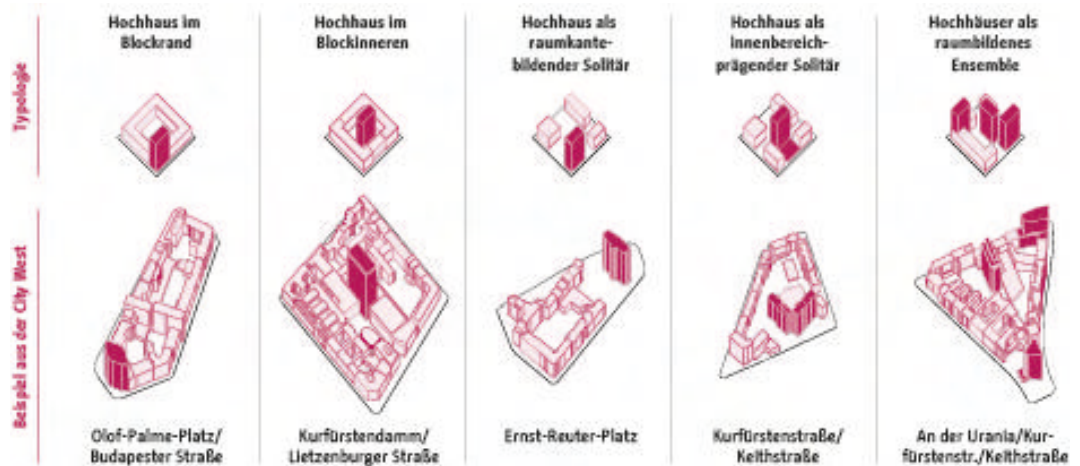 Typologie
Hochhaus im
Blockrand
Hochhaus im
Blockinneren
Hochhaus als
raumkante-
bildender Solitär
Hochhaus als
innenbereich-
prägender Solitär
Hochhäuser als
raumbildenes
Ensemble
Beispiel aus der City West
Olof-Palme-Platz/
Budapester Straße
Kurfürstendamm/
Lietzenburger Straße
Ernst-Reuter-Platz
Kurfürstenstraße/
Keithstraße
An der Urania/Kur-
fürstenstr./Keithstraße